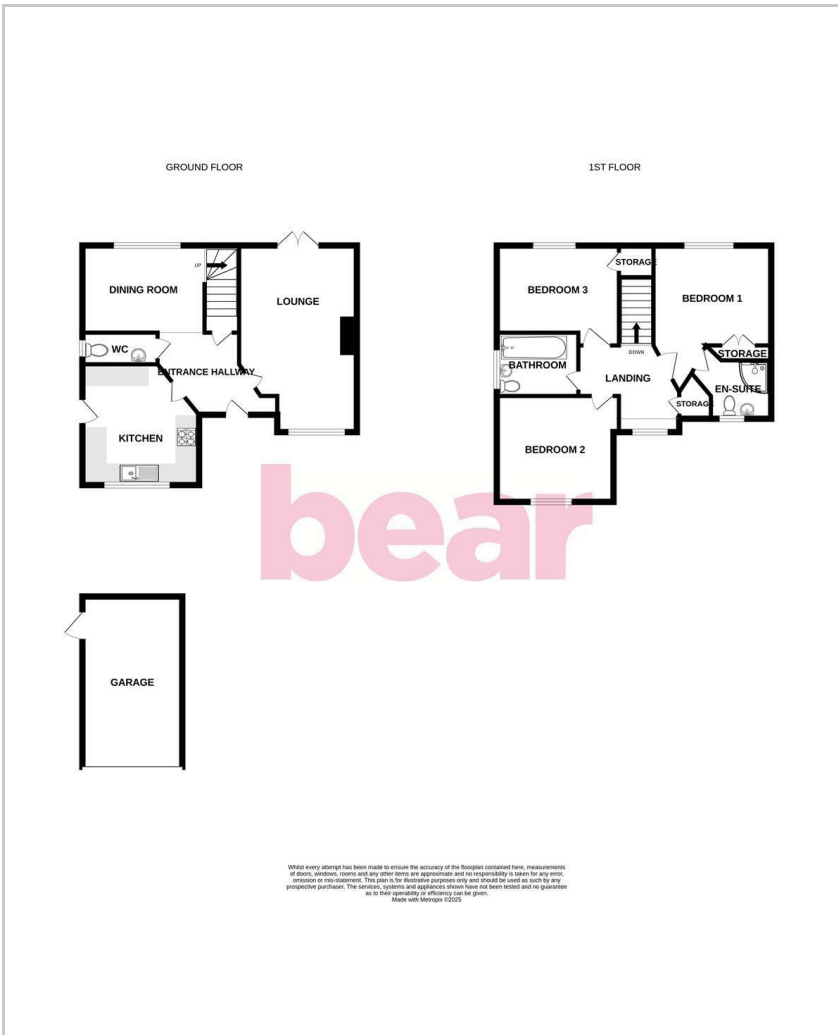 GROUND FLOOR
1ST FLOOR
UP
DINING ROOM
LOUNGE
WC
ENTRANCE HALLWAY
KITCHEN
STORAGE
BEDROOM 3
BEDROOM 1
DOWN
STORAGE
BATHROOM
LANDING
EN-SUITE
STORAGE
BEDROOM 2
bear
GARAGE
Whilst every attempt has been made to ensure the accuracy of the floorplan contained here, measurements
of doors, windows, rooms and any other items are approximate and no responsibility is taken for any error,
omission or mis-statement. This plan is for illustrative purposes only and should be used as such by any
prospective purchaser. The services, systems and appliances shown have not been tested and no guarantee
as to their operability or efficiency can be given.
Made with Metropix ©2025